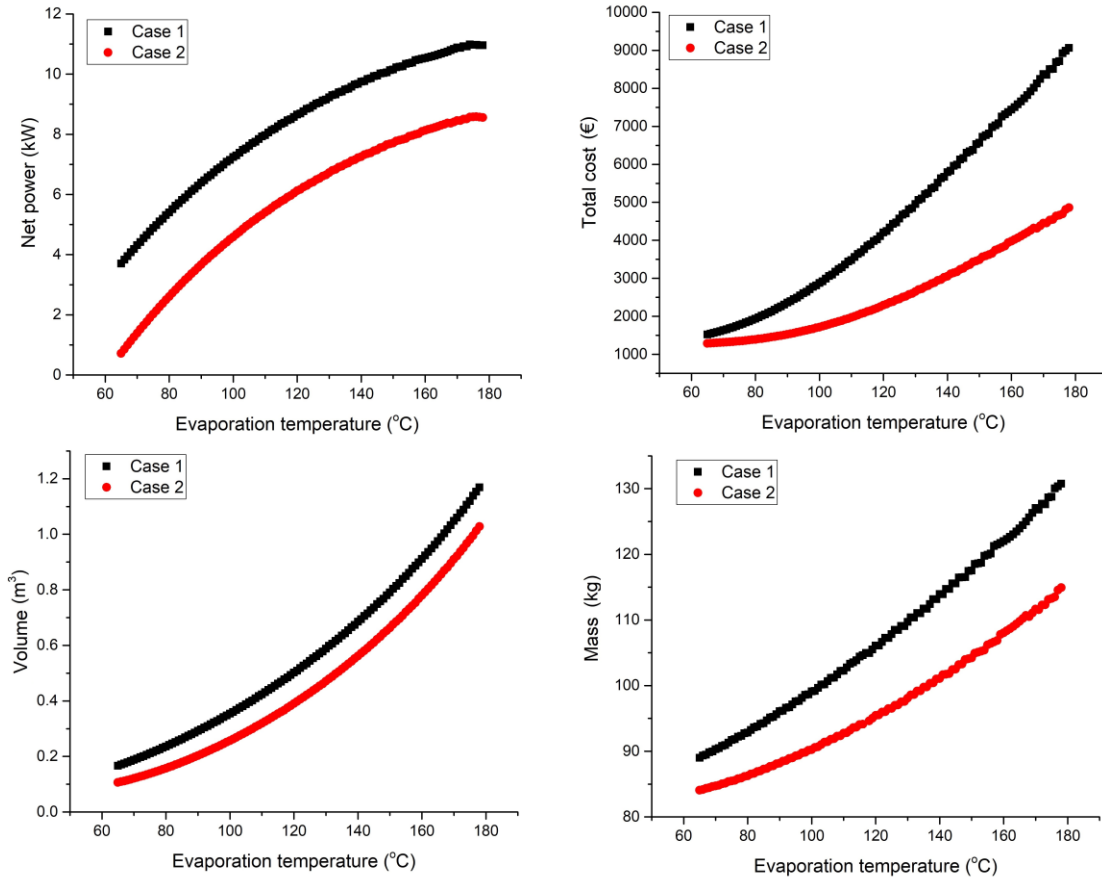 Case 1
Case 2
12
10
8
6
4
2
0
Net power (kW)
60 80 100 120 140 160 180
Evaporation temperature (°C)
Case 1
Case 2
10000
9000
8000
7000
6000
5000
4000
3000
2000
1000
Total cost (€)
60 80 100 120 140 160 180
Evaporation temperature (°C)
Case 1
Case 2
1.2
1.0
0.8
0.6
0.4
0.2
0.0
Volume (m³)
60 80 100 120 140 160 180
Evaporation temperature (°C)
Case 1
Case 2
130
120
110
100
90
80
Mass (kg)
60 80 100 120 140 160 180
Evaporation temperature (°C)